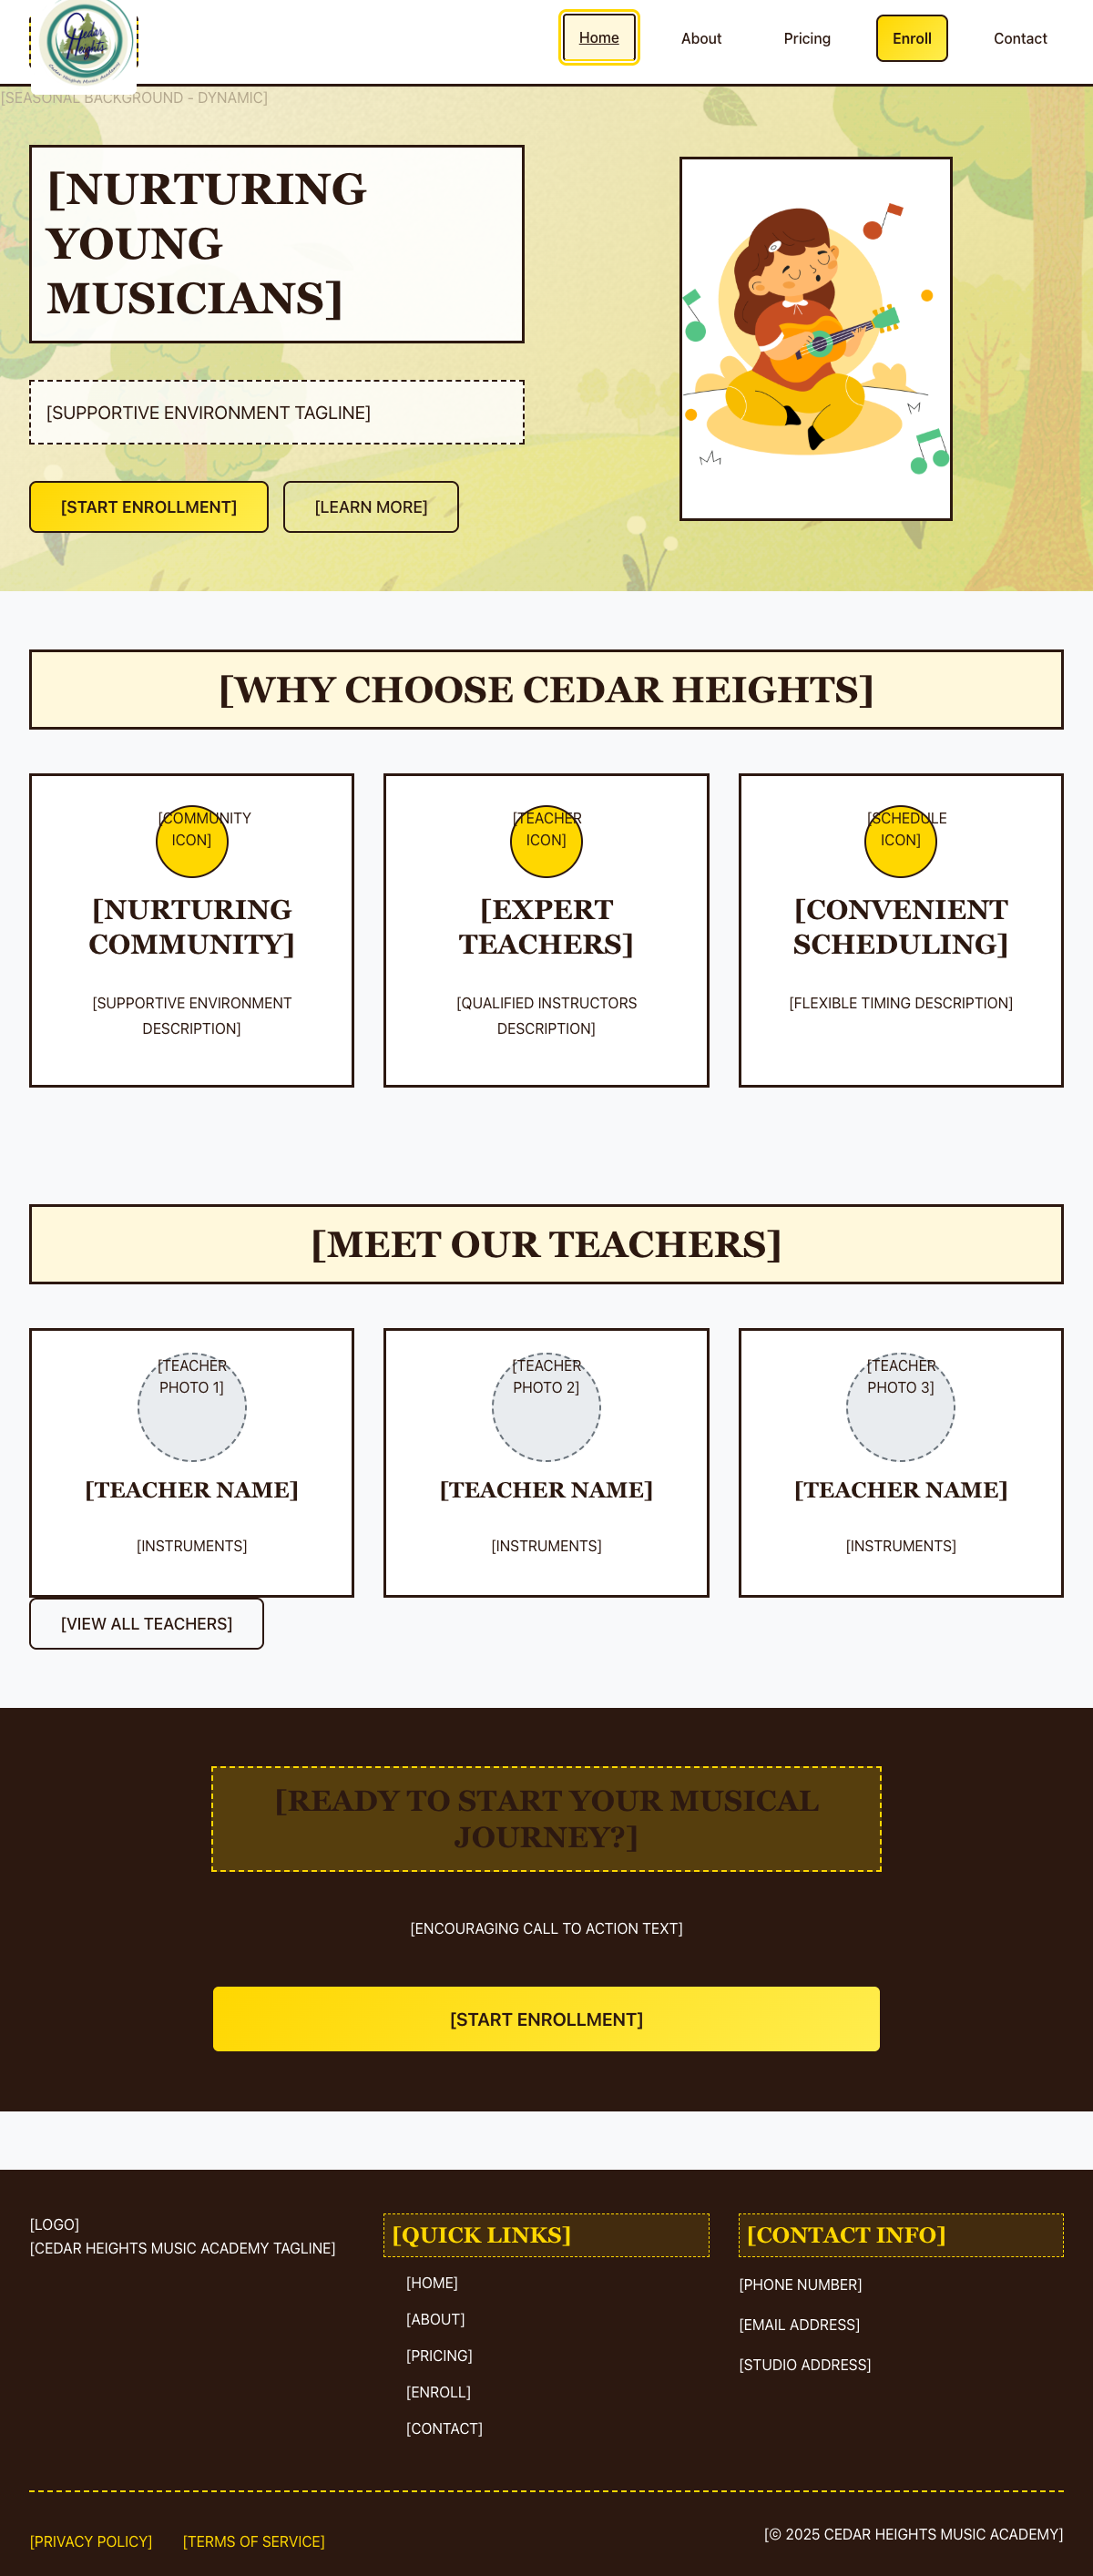 Cedar
Heights
Cedar Heights Music Academy
Home
About
Pricing
Enroll
Contact
[SEASONAL BACKGROUND - DYNAMIC]
[NURTURING
YOUNG
MUSICIANS]
[SUPPORTIVE ENVIRONMENT TAGLINE]
[START ENROLLMENT]
[LEARN MORE]
[WHY CHOOSE CEDAR HEIGHTS]
[COMMUNITY
ICON]
[NURTURING
COMMUNITY]
[SUPPORTIVE ENVIRONMENT
DESCRIPTION]
[TEACHER
ICON]
[EXPERT
TEACHERS]
[QUALIFIED INSTRUCTORS
DESCRIPTION]
[SCHEDULE
ICON]
[CONVENIENT
SCHEDULING]
[FLEXIBLE TIMING DESCRIPTION]
[MEET OUR TEACHERS]
[TEACHER
PHOTO 1]
[TEACHER NAME]
[INSTRUMENTS]
[TEACHER
PHOTO 2]
[TEACHER NAME]
[INSTRUMENTS]
[TEACHER
PHOTO 3]
[TEACHER NAME]
[INSTRUMENTS]
[VIEW ALL TEACHERS]
[READY TO START YOUR MUSICAL
JOURNEY?]
[ENCOURAGING CALL TO ACTION TEXT]
[START ENROLLMENT]
[LOGO]
[CEDAR HEIGHTS MUSIC ACADEMY TAGLINE]
[QUICK LINKS]
[HOME]
[ABOUT]
[PRICING]
[ENROLL]
[CONTACT]
[CONTACT INFO]
[PHONE NUMBER]
[EMAIL ADDRESS]
[STUDIO ADDRESS]
[PRIVACY POLICY]
[TERMS OF SERVICE]
[© 2025 CEDAR HEIGHTS MUSIC ACADEMY]